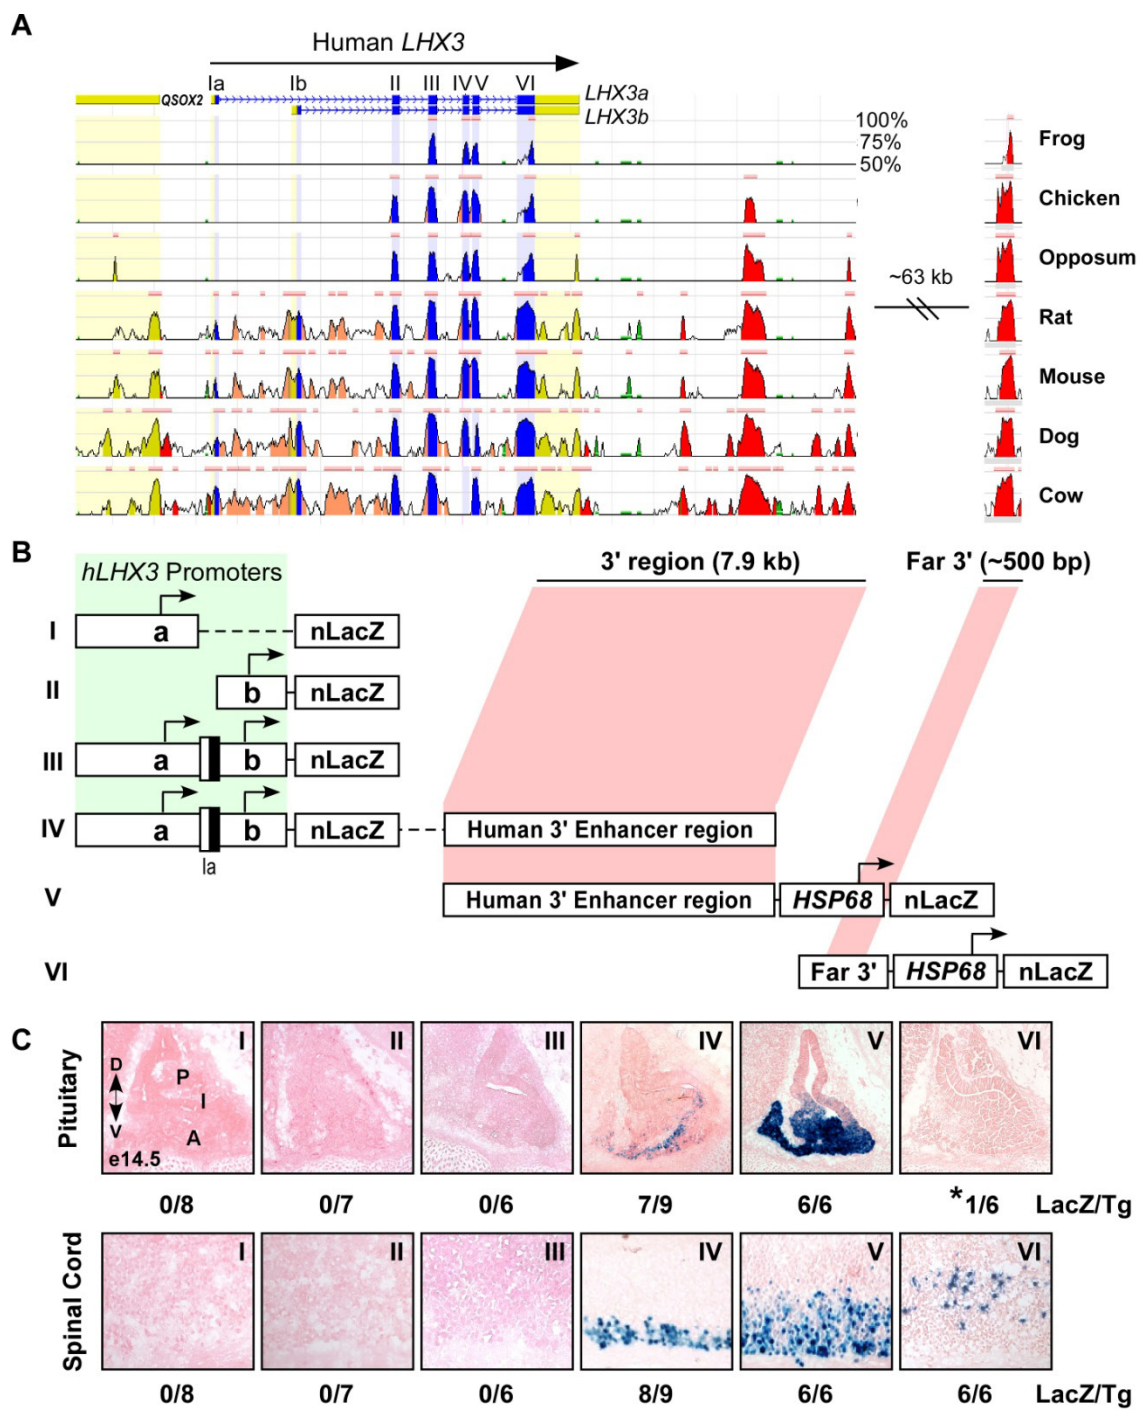 A
Human LHX3
Ia Ib II III IV V VI
QSOX2
LHX3a
LHX3b
100%
75%
50%
Frog
Chicken
Opposum
~63 kb
Rat
Mouse
Dog
Cow
B
hLHX3 Promoters
3' region (7.9 kb)
Far 3' (~500 bp)
I a nLacZ
II b nLacZ
III a b nLacZ
IV a b nLacZ Human 3' Enhancer region
Ia
V Human 3' Enhancer region HSP68 nLacZ
VI Far 3' HSP68 nLacZ
C
Pituitary
I II III IV V VI
D
P
I
V
A
e14.5
0/8 0/7 0/6 7/9 6/6 *1/6 LacZ/Tg
Spinal Cord
I II III IV V VI
0/8 0/7 0/6 8/9 6/6 6/6 LacZ/Tg